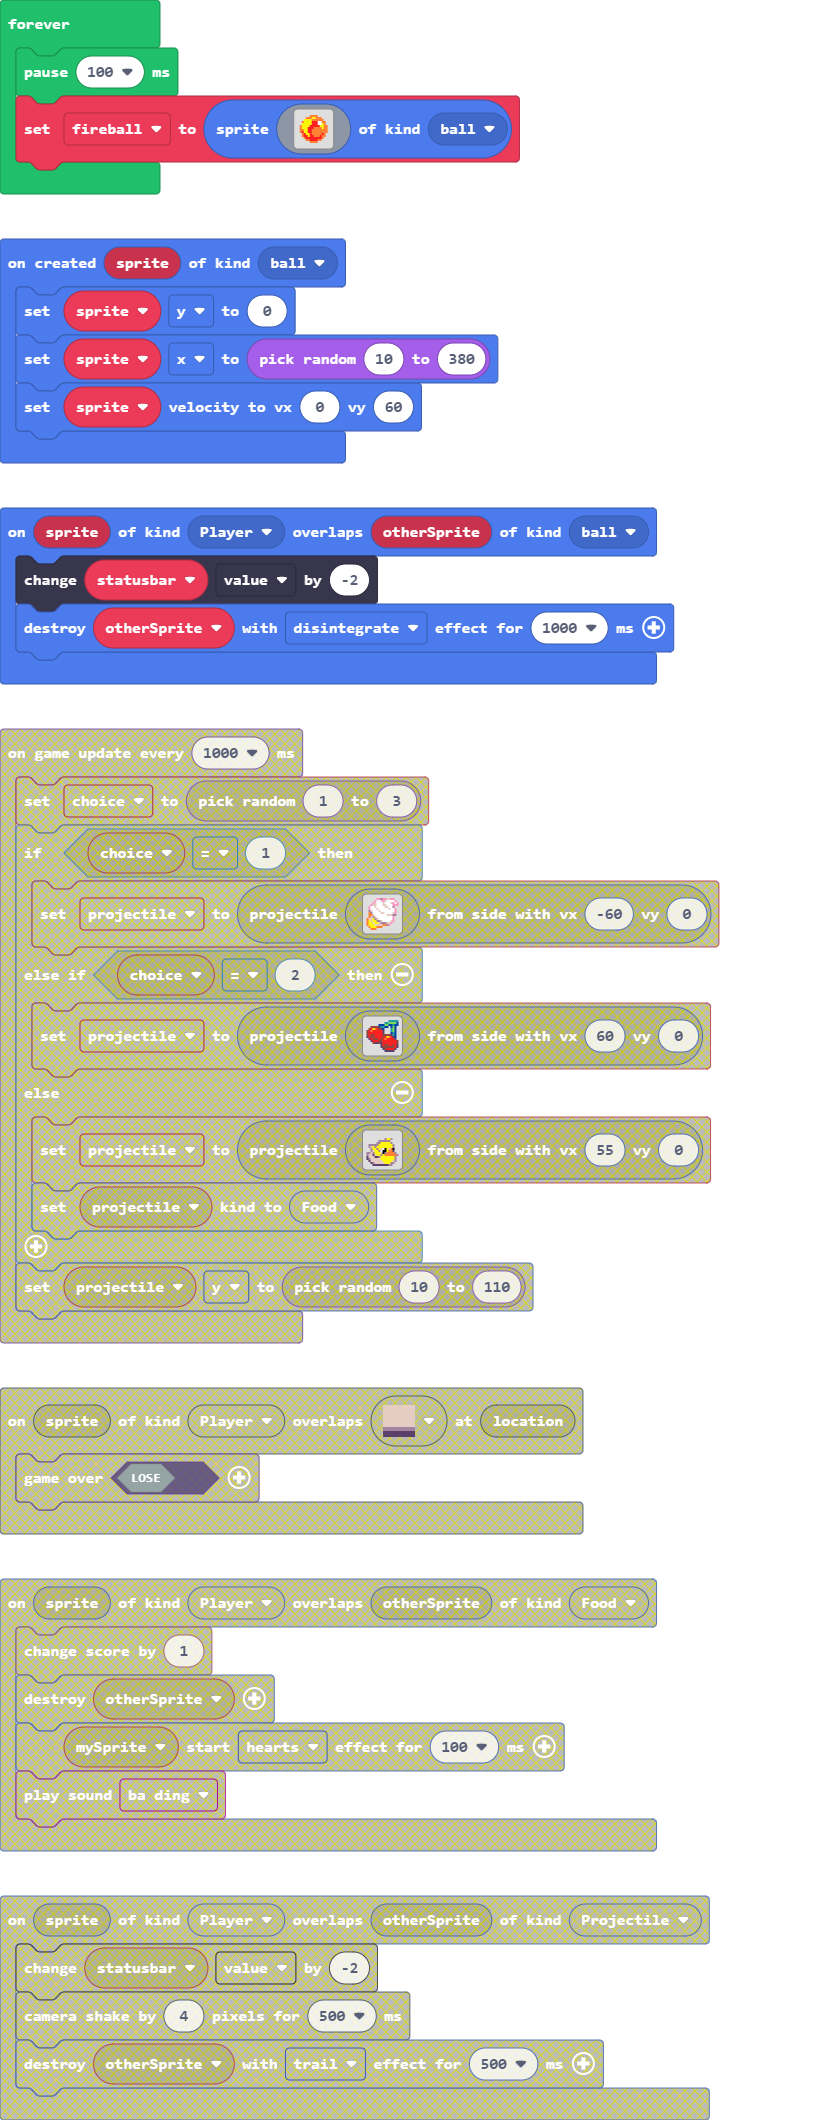 forever
pause 100 ms
set fireball to sprite of kind ball
on created sprite of kind ball
set sprite y to 0
set sprite x to pick random 10 to 380
set sprite velocity to vx 0 vy 60
on sprite of kind Player overlaps otherSprite of kind ball
change statusbar value by -2
destroy otherSprite with disintegrate effect for 1000 ms
on game update every 1000 ms
set choice to pick random 1 to 3
if choice = 1 then
set projectile to projectile from side with vx -60 vy 0
else if choice = 2 then
set projectile to projectile from side with vx 60 vy 0
else
set projectile to projectile from side with vx 55 vy 0
set projectile kind to Food
set projectile y to pick random 10 to 110
on sprite of kind Player overlaps at location
game over LOSE
on sprite of kind Player overlaps otherSprite of kind Food
change score by 1
destroy otherSprite
mySprite start hearts effect for 100 ms
play sound ba ding
on sprite of kind Player overlaps otherSprite of kind Projectile
change statusbar value by -2
camera shake by 4 pixels for 500 ms
destroy otherSprite with trail effect for 500 ms